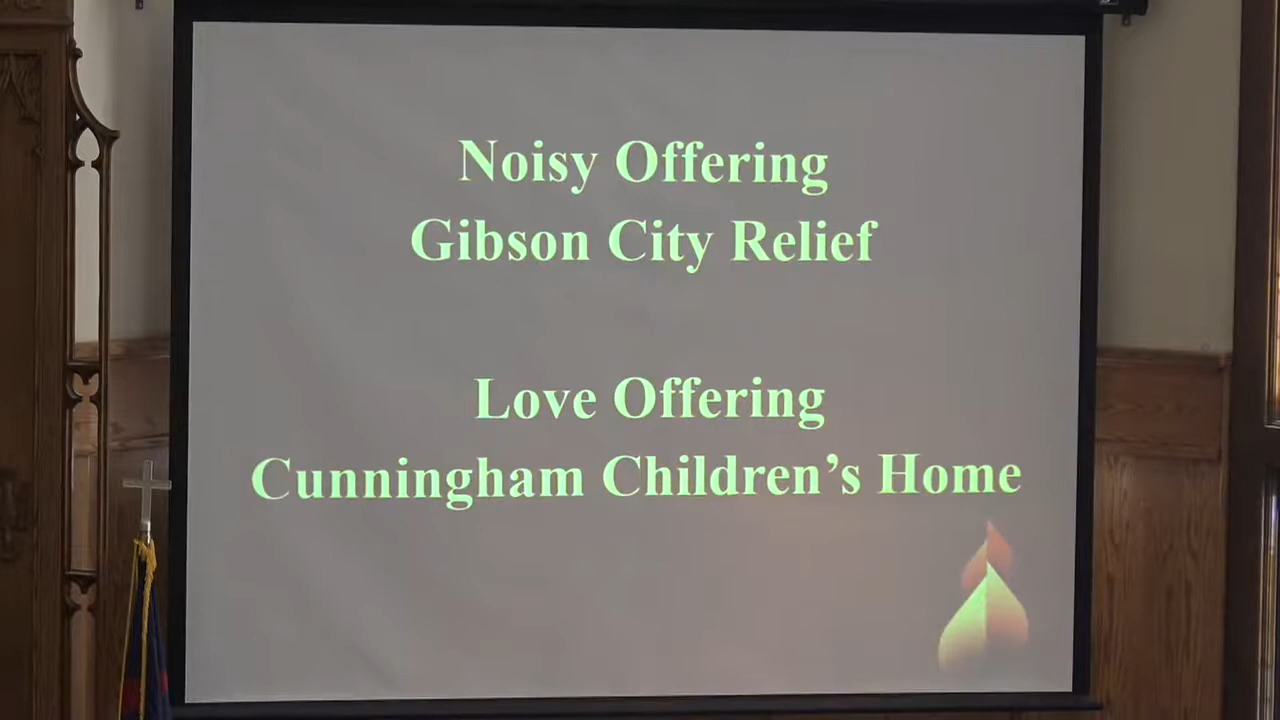 Noisy Offering
Gibson City Relief
Love Offering
Cunningham Children’s Home